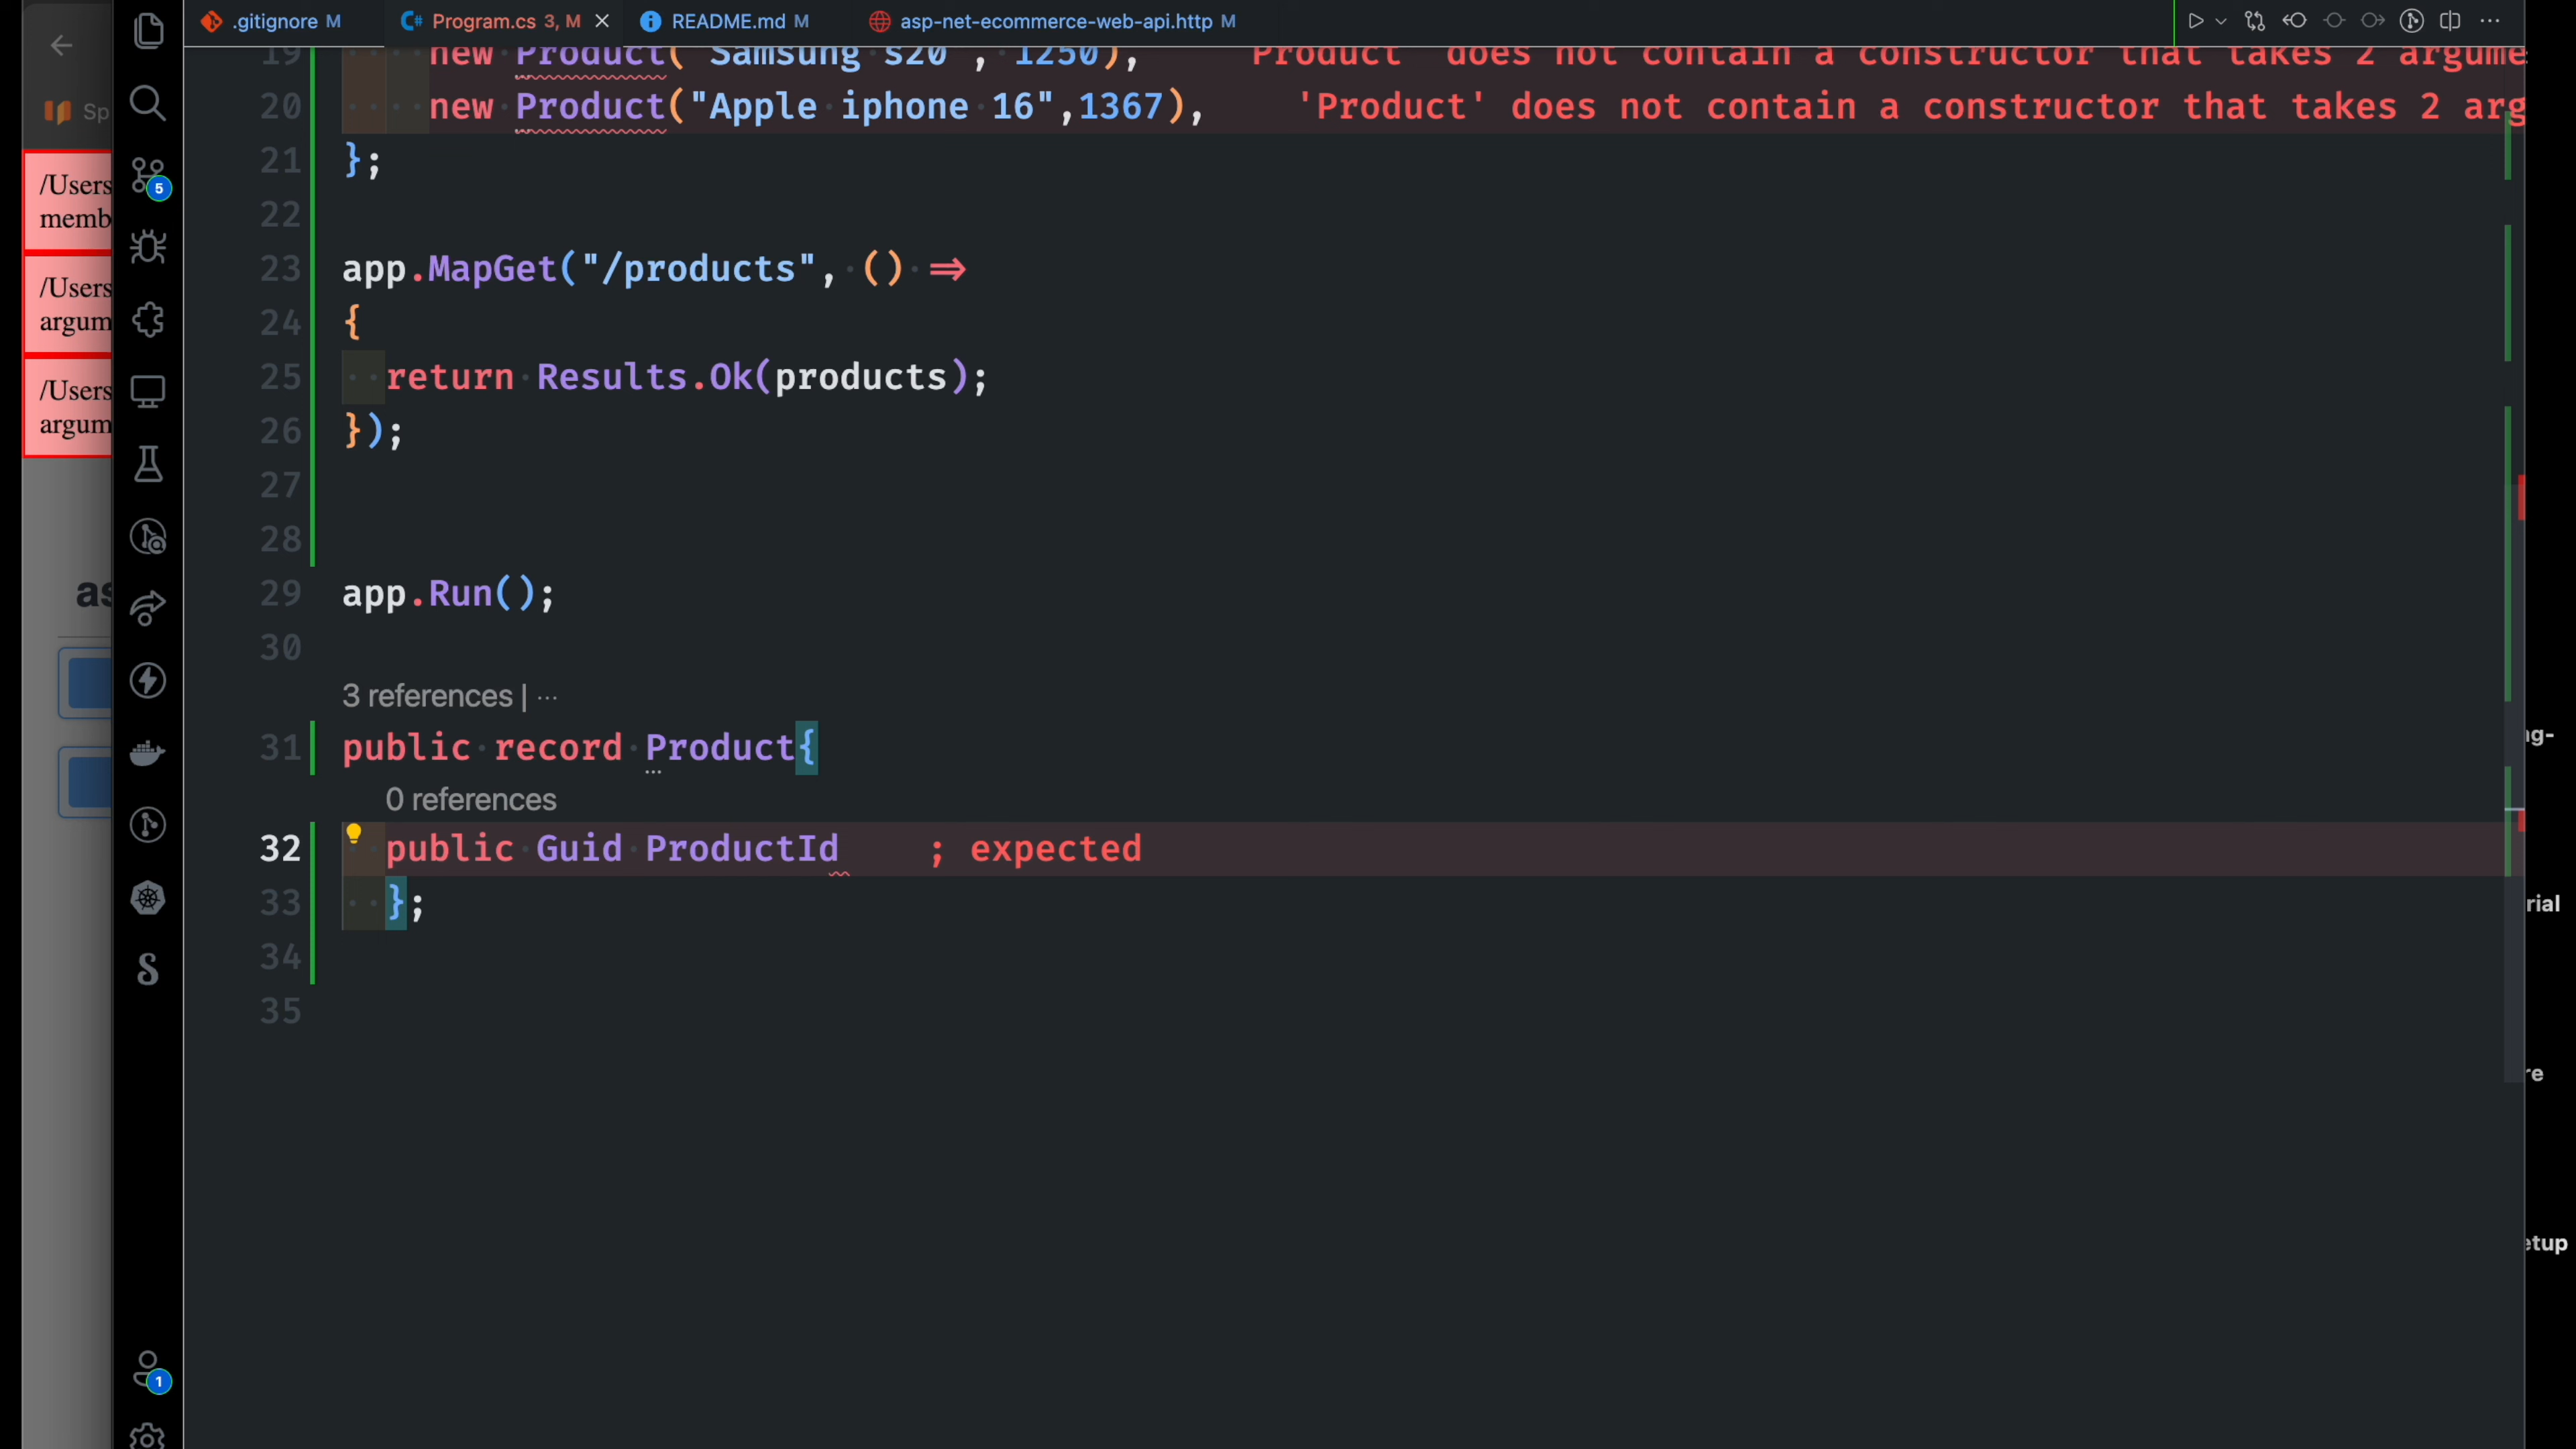 .gitignore M
Program.cs 3, M
README.md M
asp-net-ecommerce-web-api.http M
19 new Product("Samsung s20", 1250), 'Product' does not contain a constructor that takes 2 argume
20 new Product("Apple iphone 16",1367), 'Product' does not contain a constructor that takes 2 arg
21 };
22
23 app.MapGet("/products", () =>
24 {
25 return Results.Ok(products);
26 });
27
28
29 app.Run();
30
3 references | ...
31 public record Product{
0 references
32 public Guid ProductId ; expected
33 };
34
35
Sp
/Users
memb
/Users
argum
/Users
argum
as
5
S
1
ng-
rial
re
etup